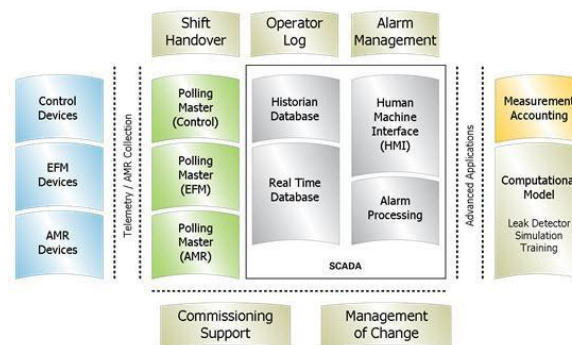 Shift
Handover
Operator
Log
Alarm
Management
Control
Devices
EFM
Devices
AMR
Devices
Telemetry / AMR Collection
Polling
Master
(Control)
Polling
Master
(EFM)
Polling
Master
(AMR)
Historian
Database
Real Time
Database
Human
Machine
Interface
(HMI)
Alarm
Processing
SCADA
Advanced Applications
Measurement
Accounting
Computational
Model
Leak Detector
Simulation
Training
Commissioning
Support
Management
of Change